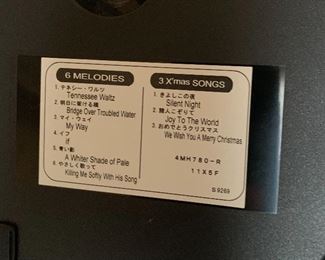 6 MELODIES
1. テネシー・ワルツ
Tennessee Waltz
2. 明日に架ける橋
Bridge Over Troubled Water
3. マイ・ウェイ
My Way
4. イフ
If
5. 青い影
A Whiter Shade of Pale
6. やさしく歌って
Killing Me Softly With His Song
3 X'mas SONGS
1. きよしこの夜
Silent Night
2. 諸人こぞりて
Joy To The World
3. おめでとうクリスマス
We Wish You A Merry Christmas
4MH780-R
11X5F
S 9269